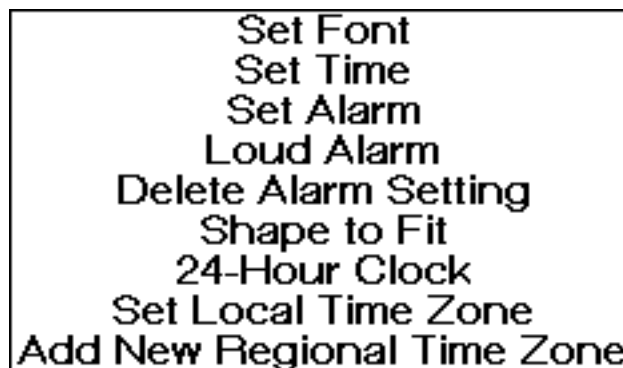 Set Font
Set Time
Set Alarm
Loud Alarm
Delete Alarm Setting
Shape to Fit
24-Hour Clock
Set Local Time Zone
Add New Regional Time Zone